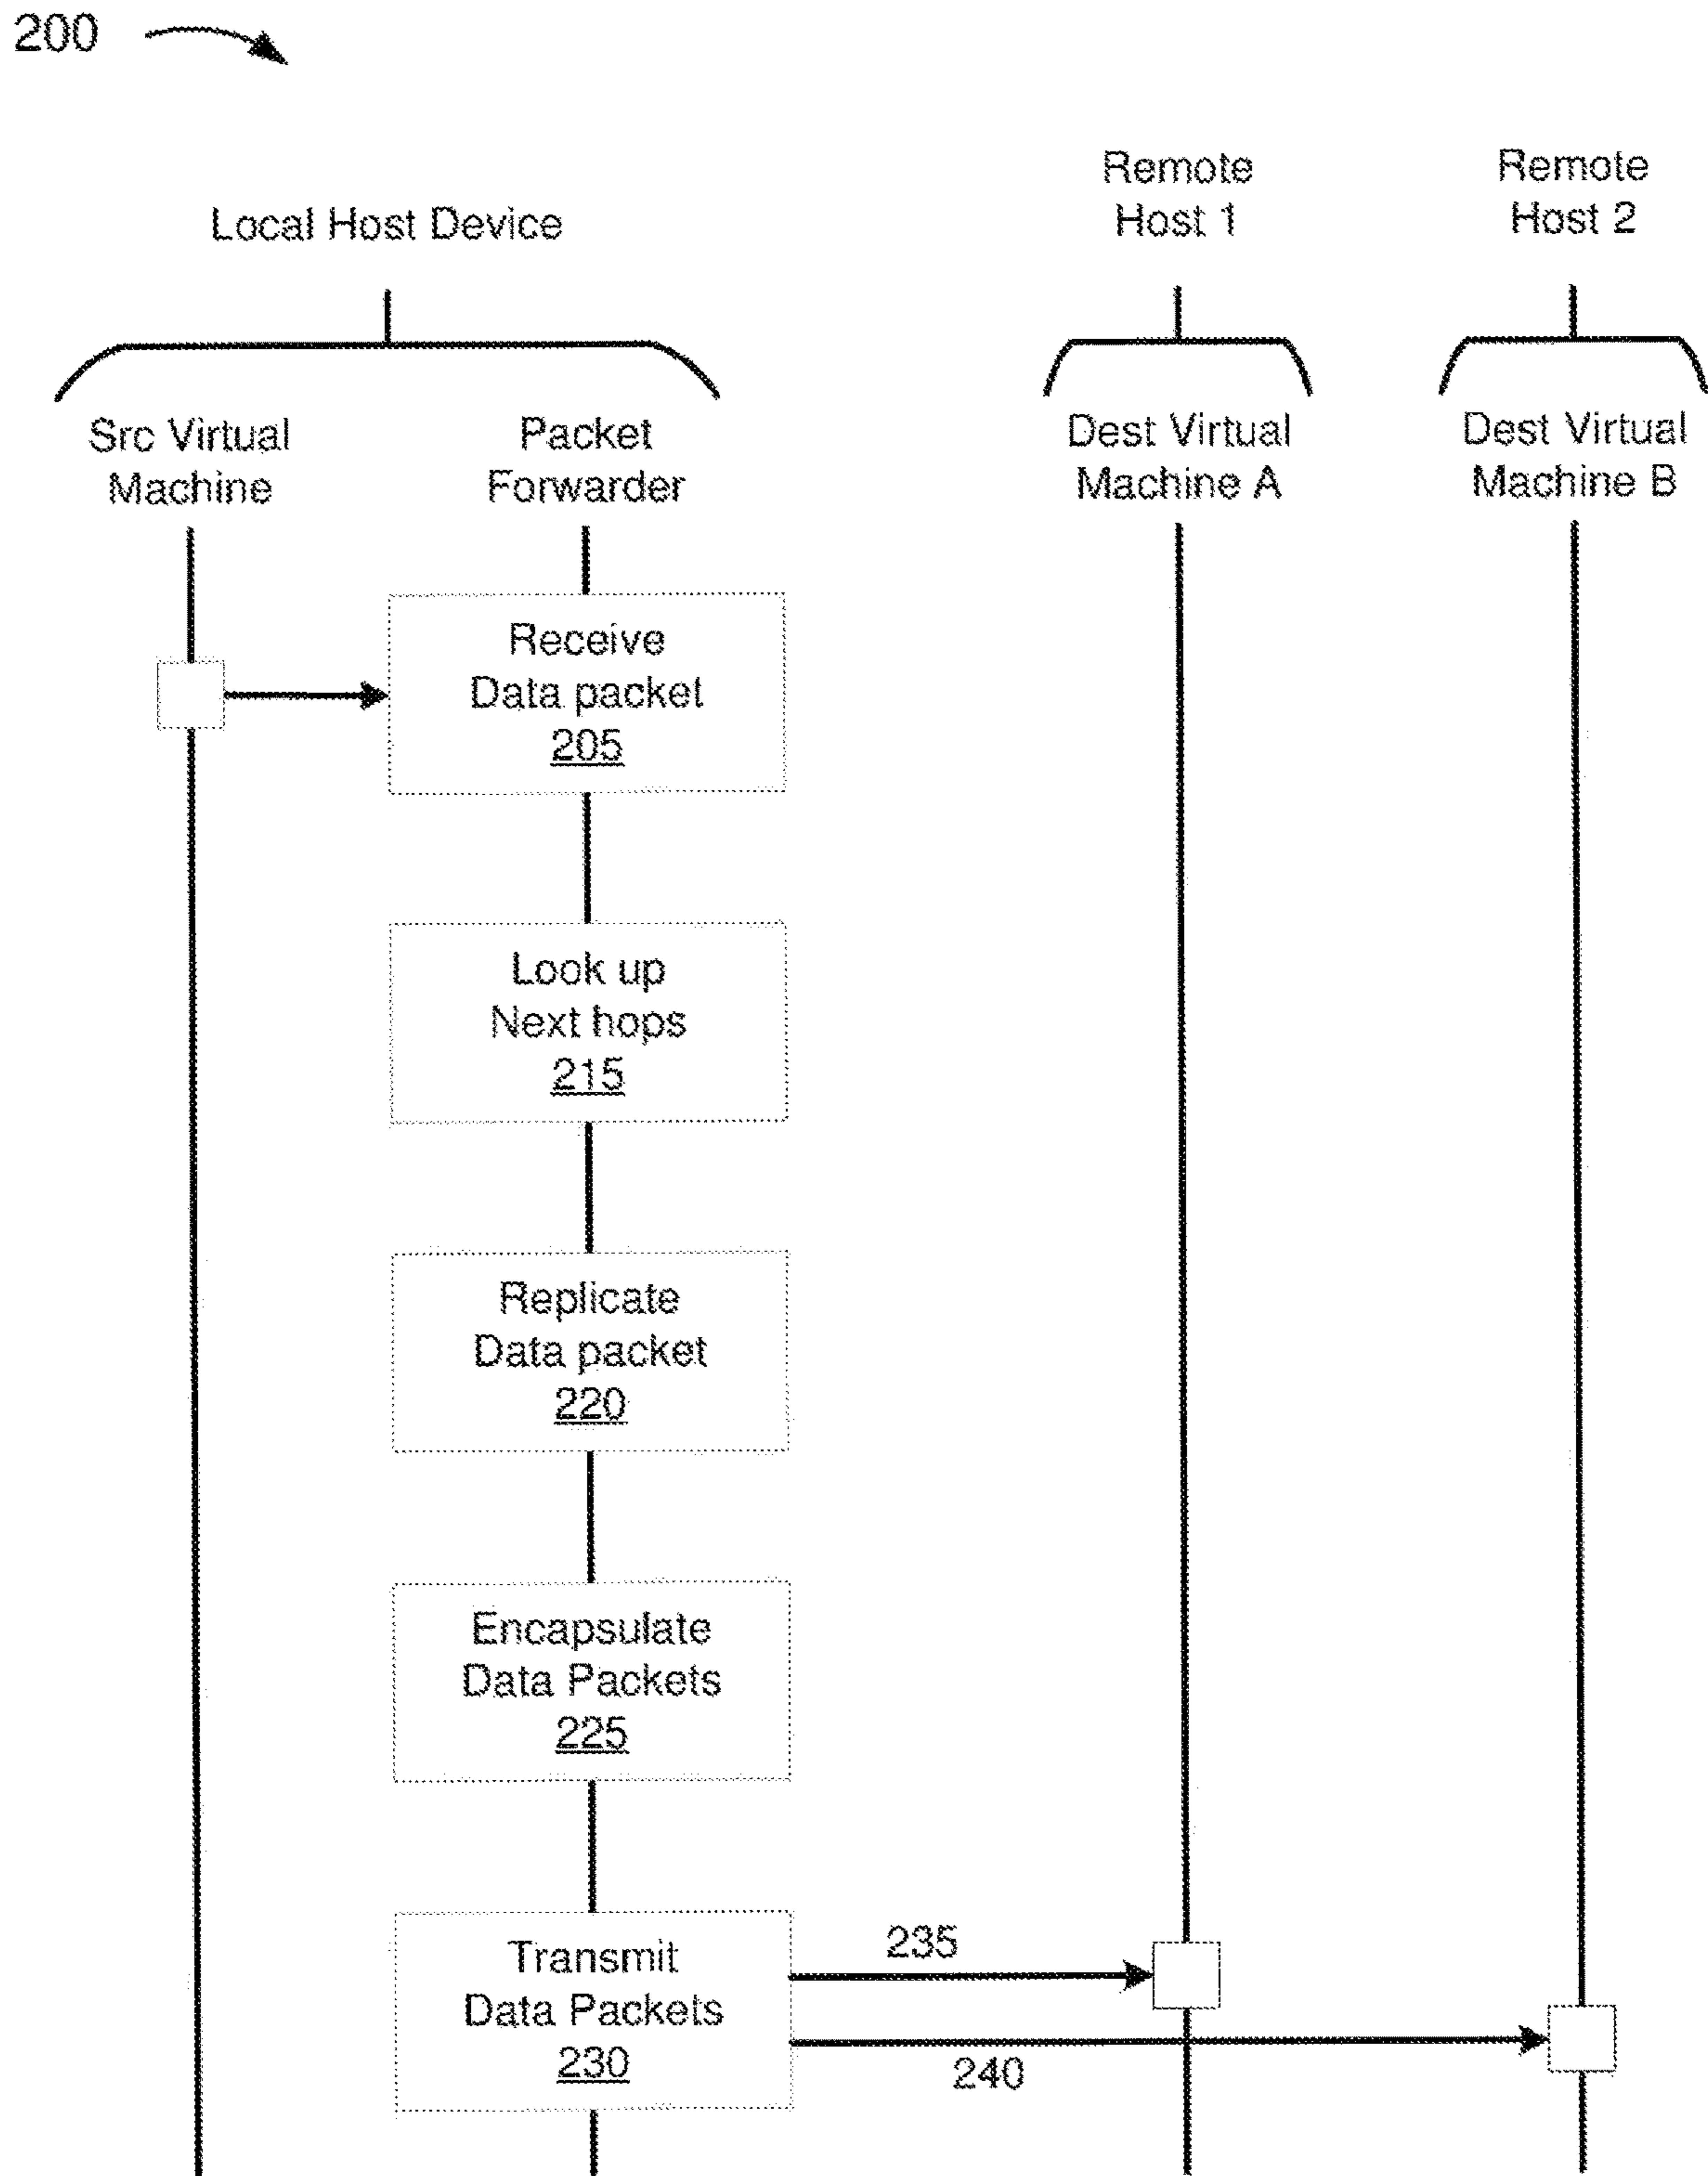 200
Local Host Device
Remote
Host 1
Remote
Host 2
Src Virtual
Machine
Packet
Forwarder
Dest Virtual
Machine A
Dest Virtual
Machine B
Receive
Data packet
205
Look up
Next hops
215
Replicate
Data packet
220
Encapsulate
Data Packets
225
Transmit
Data Packets
230
235
240